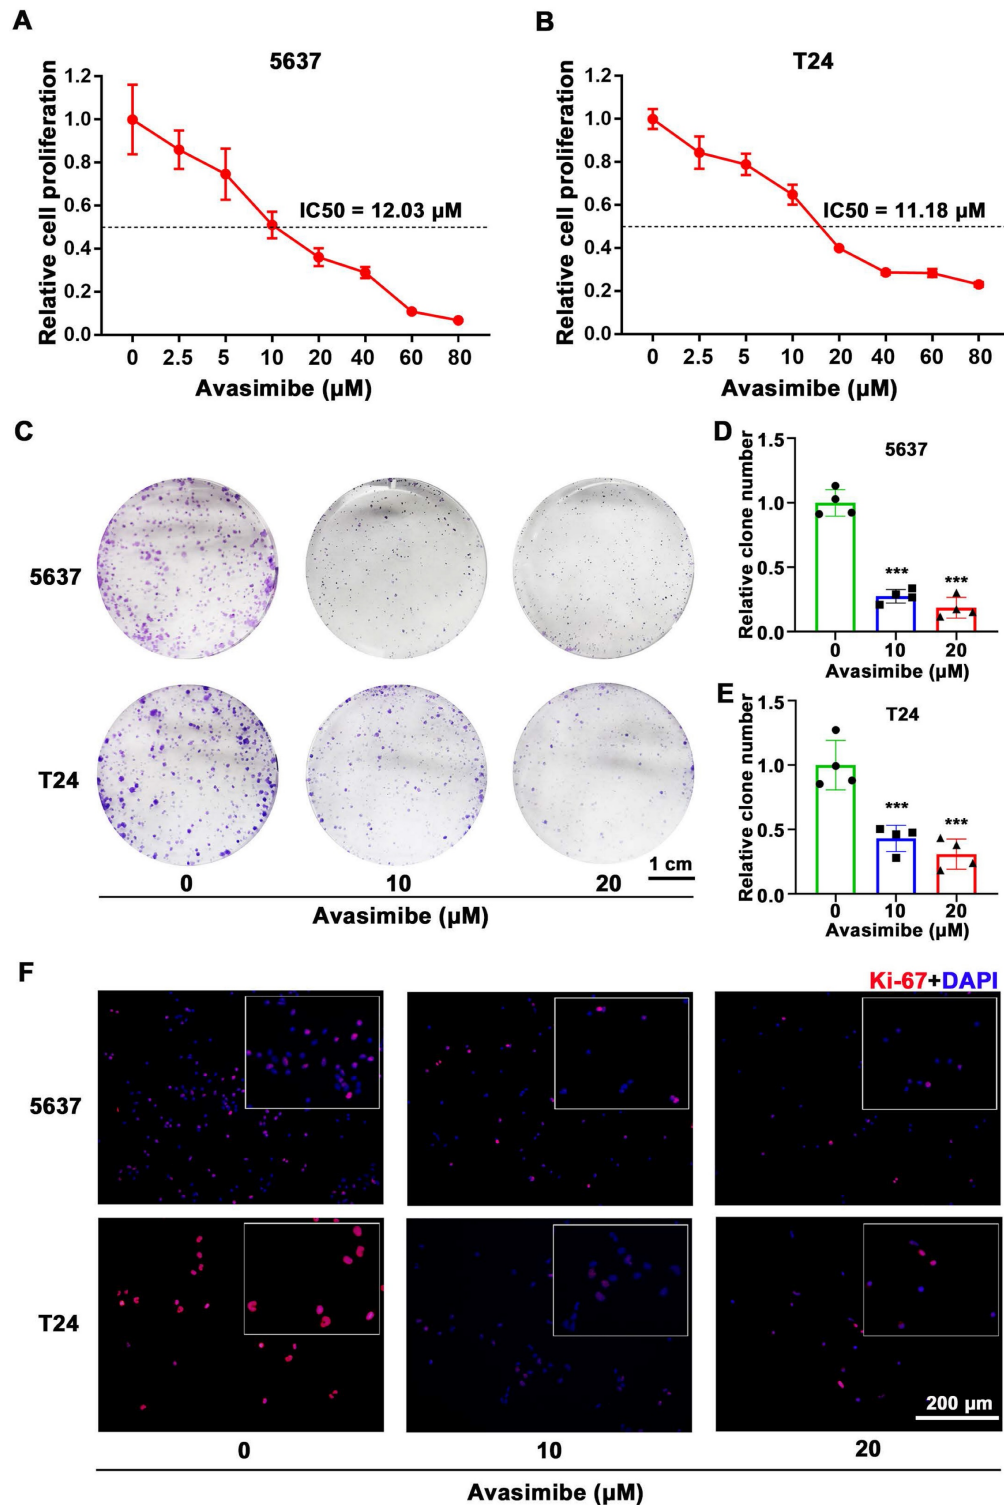 A
5637
Relative cell proliferation
1.2
1.0
0.8
0.6
0.4
0.2
0.0
IC50 = 12.03 µM
0 2.5 5 10 20 40 60 80
Avasimibe (µM)
B
T24
Relative cell proliferation
1.2
1.0
0.8
0.6
0.4
0.2
0.0
IC50 = 11.18 µM
0 2.5 5 10 20 40 60 80
Avasimibe (µM)
C
5637
T24
1 cm
0 10 20
Avasimibe (µM)
D
5637
Relative clone number
1.5
1.0
0.5
0.0
*** ***
0 10 20
Avasimibe (µM)
E
T24
Relative clone number
1.5
1.0
0.5
0.0
*** ***
0 10 20
Avasimibe (µM)
F
Ki-67+DAPI
5637
T24
200 µm
0 10 20
Avasimibe (µM)